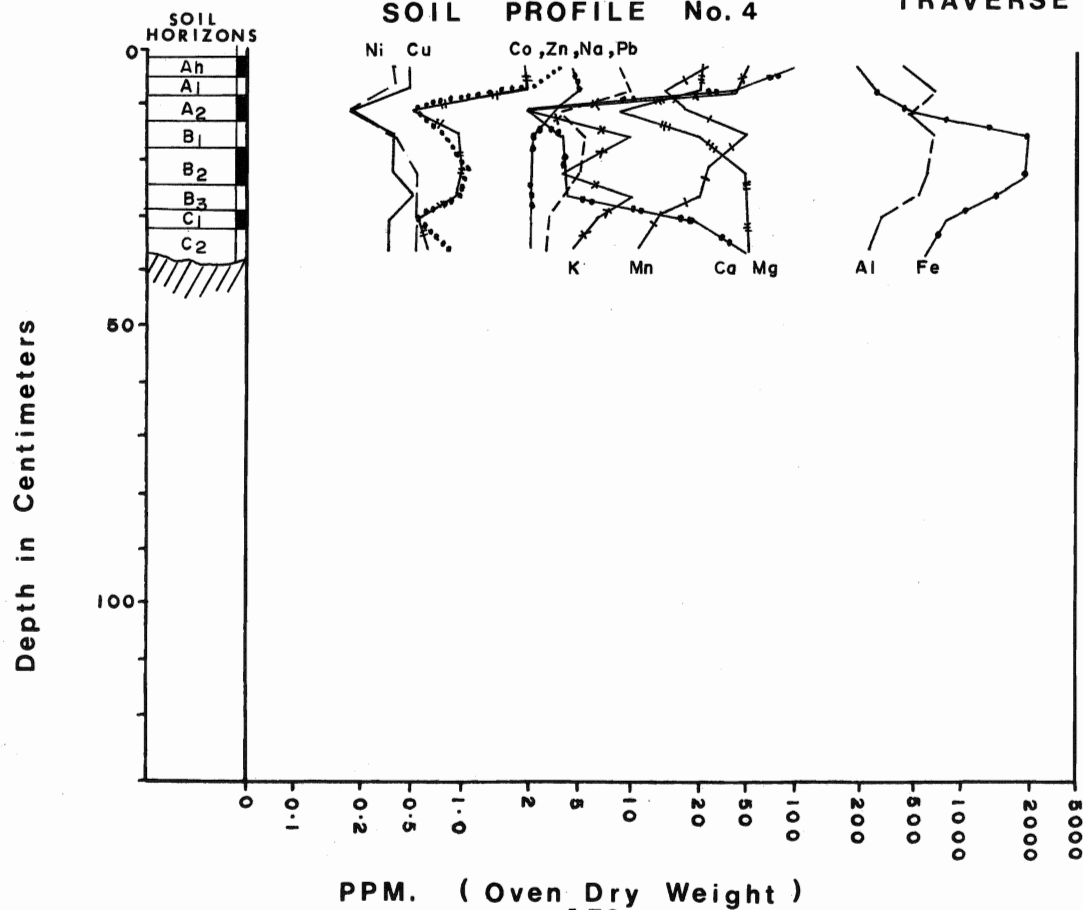 SOIL PROFILE No. 4
TRAVERSE
SOIL
HORIZONS
Ni Cu Co, Zn, Na, Pb
0
Ah
A1
A2
B1
B2
B3
C1
C2
K Mn Ca Mg Al Fe
50
100
Depth in Centimeters
0 0.1 0.2 0.5 1.0 2 5 10 20 50 100 200 500 1000 2000 5000
PPM. (Oven Dry Weight)